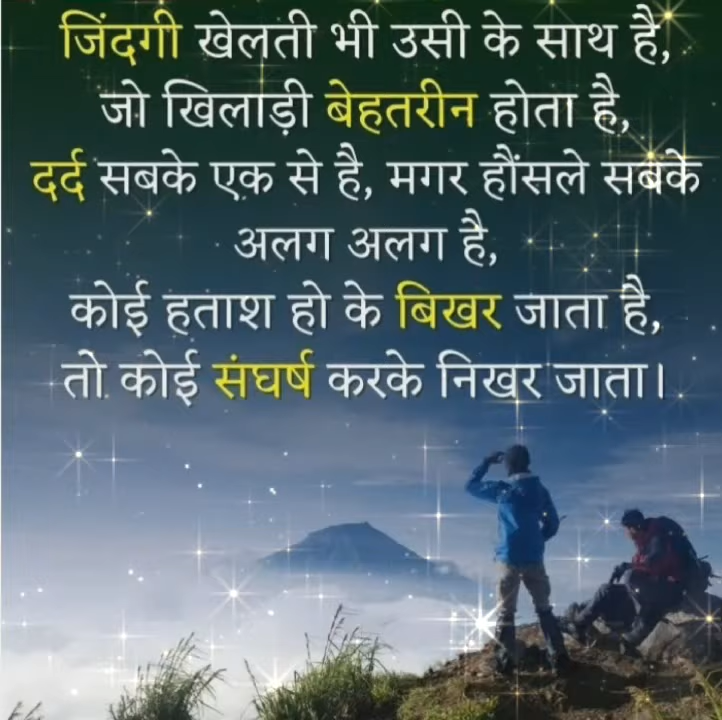 जिंदगी खेलती भी उसी के साथ है,
जो खिलाड़ी बेहतरीन होता है,
दर्द सबके एक से है, मगर हौंसले सबके
अलग अलग है,
कोई हताश हो के बिखर जाता है,
तो कोई संघर्ष करके निखर जाता।